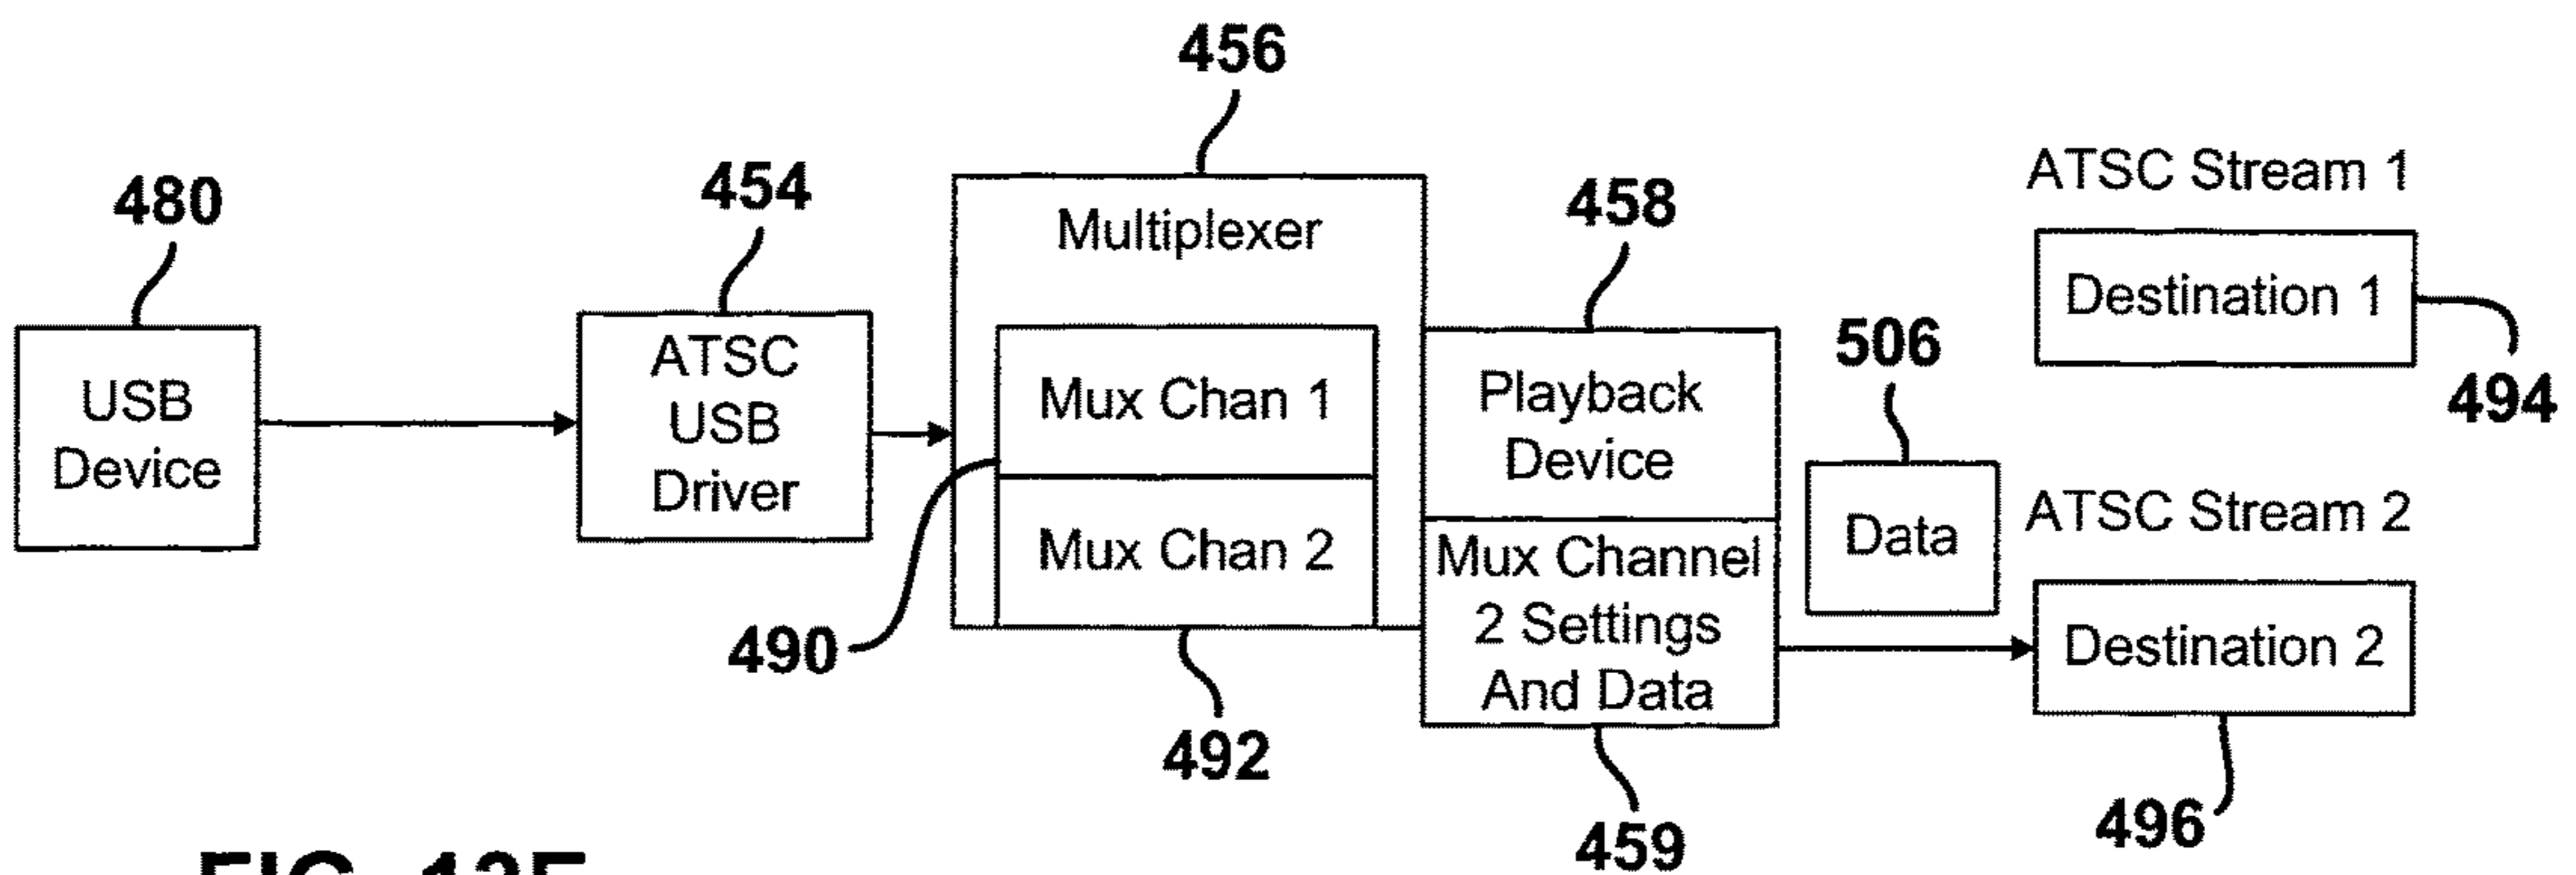 456
454
480
458
ATSC Stream 1
Multiplexer
Destination 1
506
494
USB
Device
ATSC
USB
Driver
Mux Chan 1
Mux Chan 2
Playback
Device
Mux Channel
2 Settings
And Data
Data
ATSC Stream 2
Destination 2
490
492
459
496